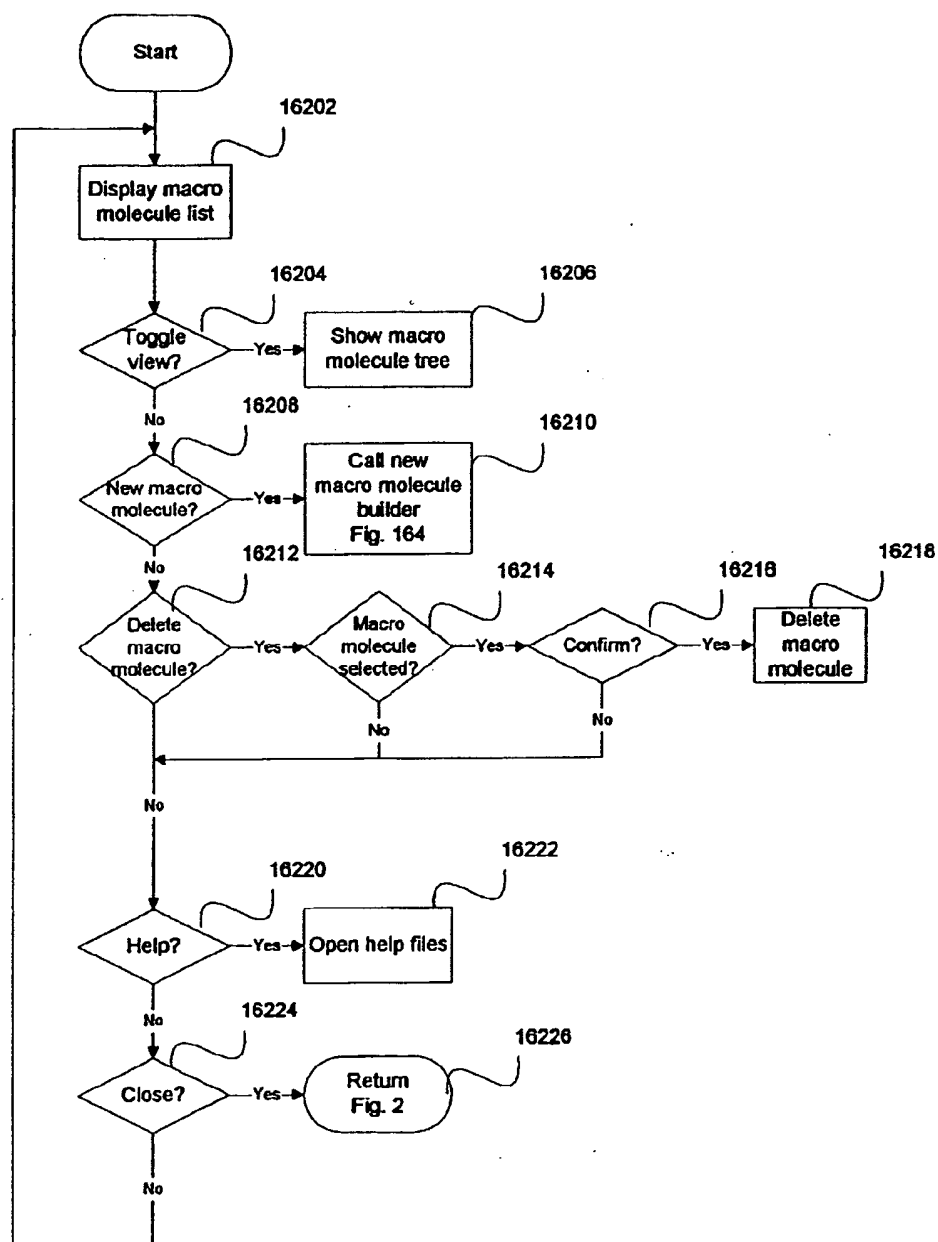 Start
16202
Display macro
molecule list
16204
Toggle
view?
Yes
16206
Show macro
molecule tree
No
16208
New macro
molecule?
Yes
16210
Call new
macro molecule
builder
Fig. 164
No
16212
Delete
macro
molecule?
Yes
16214
Macro
molecule
selected?
Yes
16216
Confirm?
Yes
16218
Delete
macro
molecule
No
No
No
16220
Help?
Yes
16222
Open help files
No
16224
Close?
Yes
16226
Return
Fig. 2
No